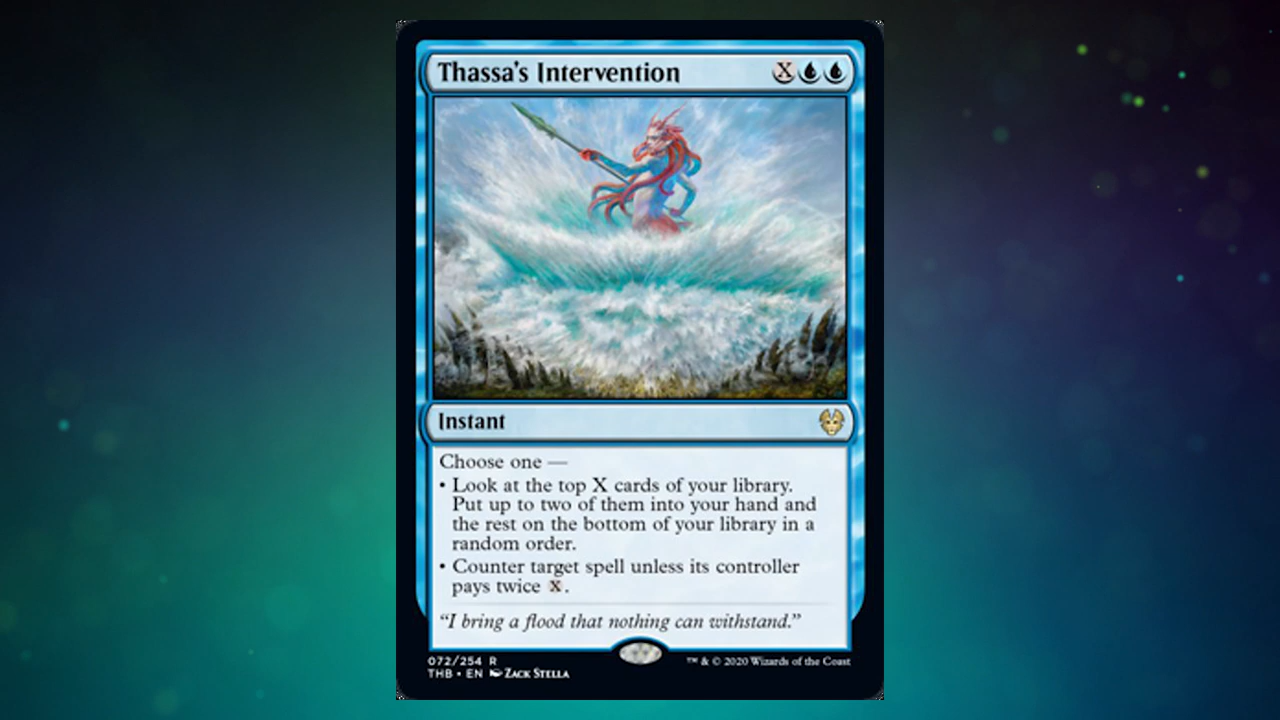 Thassa's Intervention X
Instant
Choose one —
• Look at the top X cards of your library.
Put up to two of them into your hand and
the rest on the bottom of your library in a
random order.
• Counter target spell unless its controller
pays twice X.
“I bring a flood that nothing can withstand.”
072/254 R
THB • EN ZACK STELLA
™ & © 2020 Wizards of the Coast